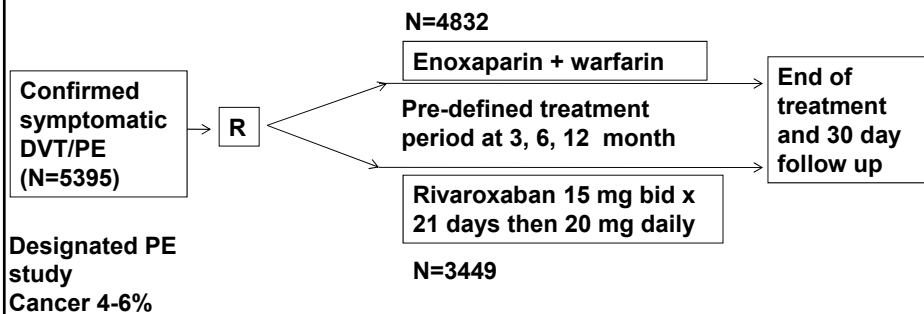 N=4832
Enoxaparin + warfarin
Confirmed
symptomatic
DVT/PE
(N=5395)
R
Pre-defined treatment
period at 3, 6, 12 month
End of
treatment
and 30 day
follow up
Rivaroxaban 15 mg bid x
21 days then 20 mg daily
N=3449
Designated PE
study
Cancer 4-6%